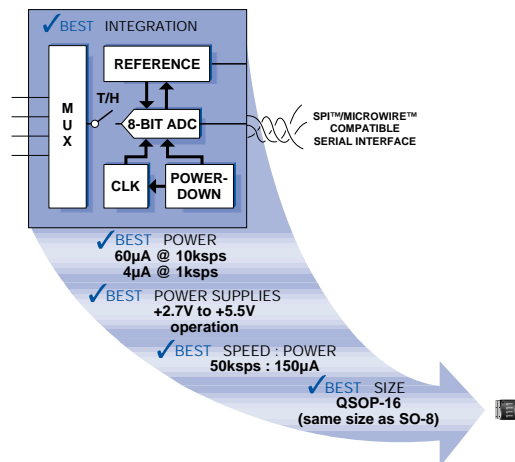 ✓BEST INTEGRATION
REFERENCE
T/H
M
U
X
8-BIT ADC
SPI™/MICROWIRE™
COMPATIBLE
SERIAL INTERFACE
CLK
POWER-
DOWN
✓BEST POWER
60µA @ 10ksps
4µA @ 1ksps
✓BEST POWER SUPPLIES
+2.7V to +5.5V
operation
✓BEST SPEED : POWER
50ksps : 150µA
✓BEST SIZE
QSOP-16
(same size as SO-8)